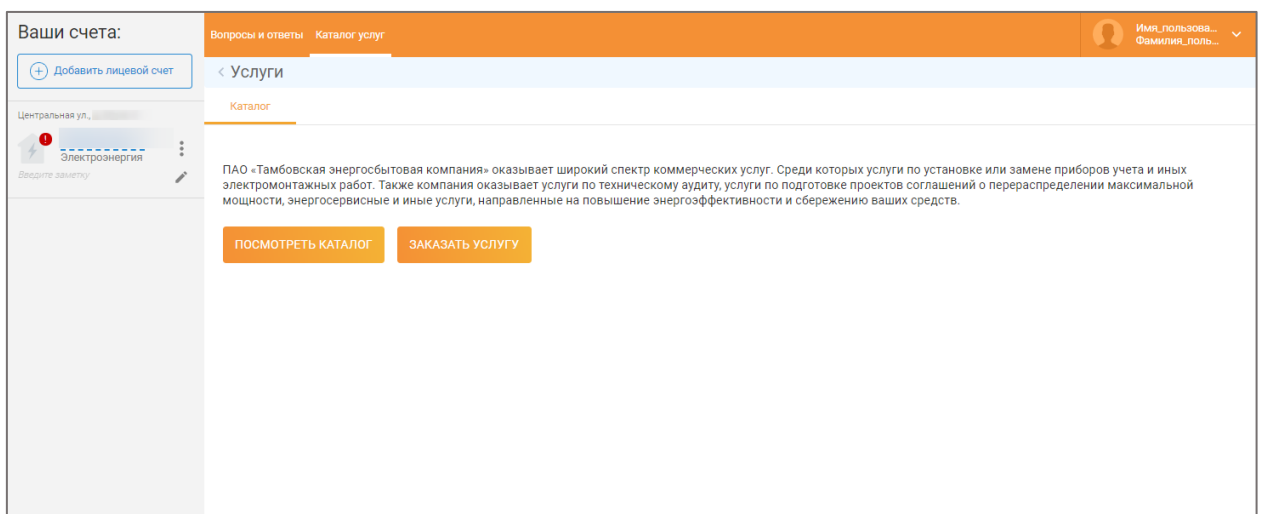 Ваши счета:
Добавить лицевой счет
Центральная ул.,
Электроэнергия
Введите заметку
Вопросы и ответы Каталог услуг
Имя_пользова...
Фамилия_поль...
< Услуги
Каталог
ПАО «Тамбовская энергосбытовая компания» оказывает широкий спектр коммерческих услуг. Среди которых услуги по установке или замене приборов учета и иных
электромонтажных работ. Также компания оказывает услуги по техническому аудиту, услуги по подготовке проектов соглашений о перераспределении максимальной
мощности, энергосервисные и иные услуги, направленные на повышение энергоэффективности и сбережению ваших средств.
ПОСМОТРЕТЬ КАТАЛОГ ЗАКАЗАТЬ УСЛУГУ